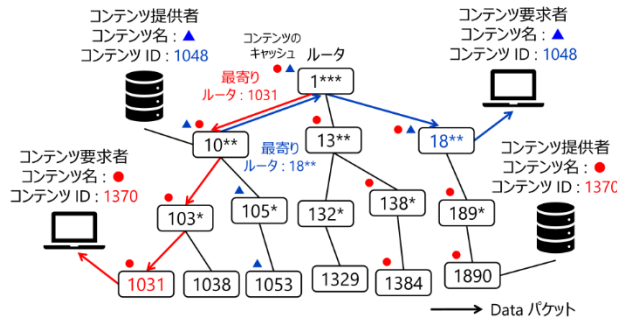 コンテンツ提供者
コンテンツ名：▲
コンテンツ ID : 1048
コンテンツの
キャッシュ
ルータ
コンテンツ要求者
コンテンツ名：▲
コンテンツ ID : 1048
1***
最寄り
ルータ : 1031
10**
13**
18**
最寄り
ルータ : 18**
コンテンツ要求者
コンテンツ名：●
コンテンツ ID : 1370
コンテンツ提供者
コンテンツ名：●
コンテンツ ID : 1370
103*
105*
132*
138*
189*
1031
1038
1053
1329
1384
1890
Data パケット